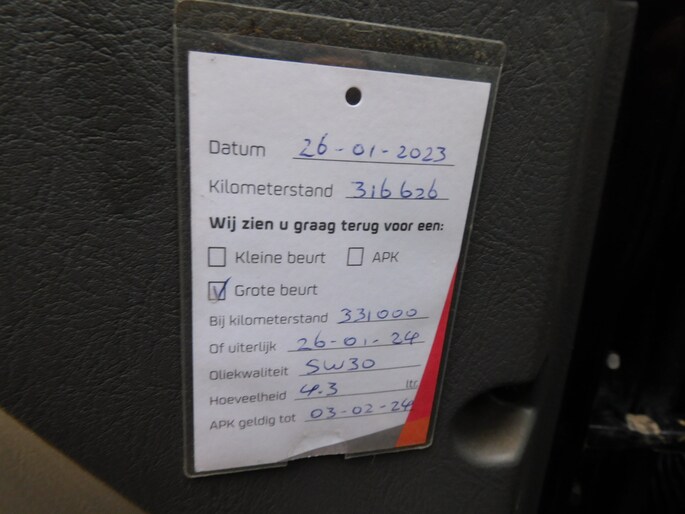 Datum 26-01-2023
Kilometerstand 316626
Wij zien u graag terug voor een:
Kleine beurt APK
Grote beurt
Bij kilometerstand 331000
Of uiterlijk 26-01-24
Oliekwaliteit 5W30
Hoeveelheid 4.3 ltr.
APK geldig tot 03-02-24